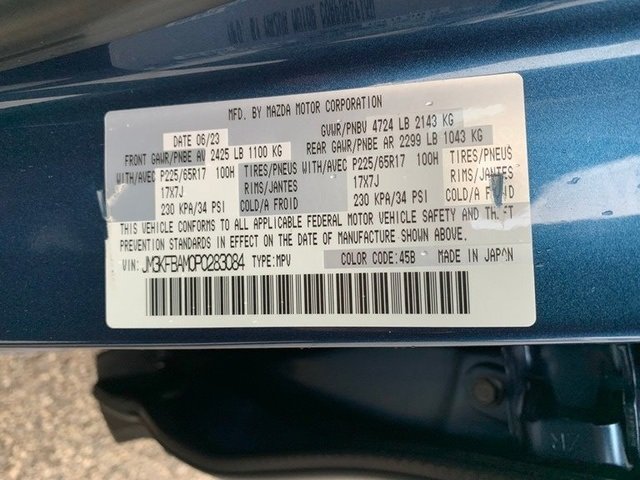 MFD. BY MAZDA MOTOR CORPORATION
DATE 06/23 GVWR/PNBV 4724 LB 2143 KG
FRONT GAWR/PNBE AV 2425 LB 1100 KG REAR GAWR/PNBE AR 2299 LB 1043 KG
WITH/AVEC P225/65R17 100H TIRES/PNEUS WITH/AVEC P225/65R17 100H TIRES/PNEUS
17X7J RIMS/JANTES 17X7J RIMS/JANTES
230 KPA/34 PSI COLD/A FROID 230 KPA/34 PSI COLD/A FROID
THIS VEHICLE CONFORMS TO ALL APPLICABLE FEDERAL MOTOR VEHICLE SAFETY AND THEFT
PREVENTION STANDARDS IN EFFECT ON THE DATE OF MANUFACTURE SHOWN ABOVE.
VIN: JM3KFBAM0P0283084 TYPE:MPV COLOR CODE:45B MADE IN JAPAN